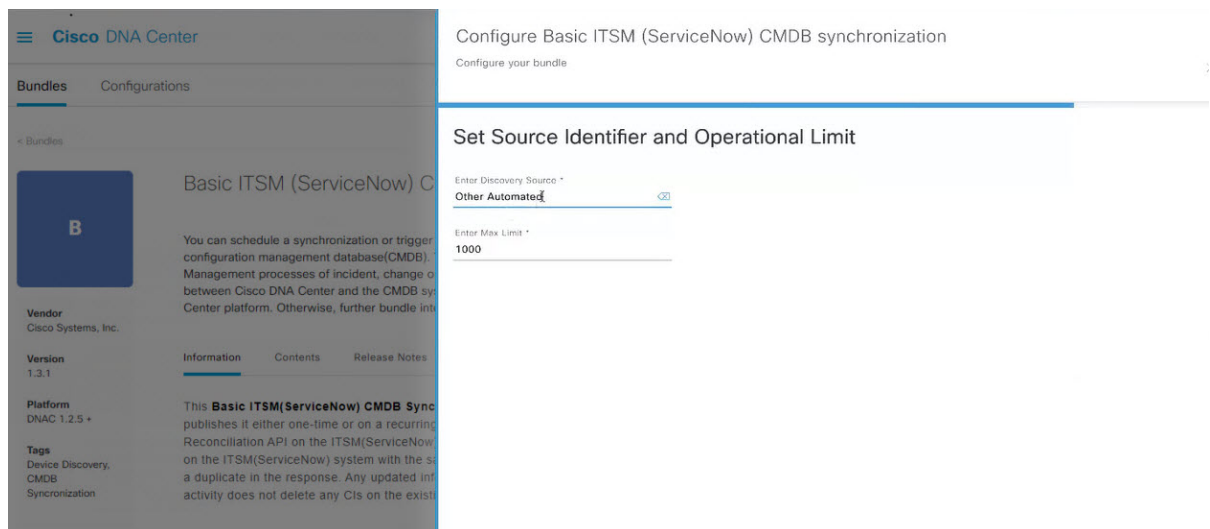 Cisco DNA Center
Bundles Configurations
< Bundles
B
Vendor
Cisco Systems, Inc.
Version
1.3.1
Platform
DNAC 1.2.5 +
Tags
Device Discovery,
CMDB
Syncronization
Basic ITSM (ServiceNow) C
You can schedule a synchronization or trigger
configuration management database(CMDB).
Management processes of incident, change o
between Cisco DNA Center and the CMDB sy
Center platform. Otherwise, further bundle int
Information Contents Release Notes
This Basic ITSM(ServiceNow) CMDB Sync
publishes it either one-time or on a recurring
Reconciliation API on the ITSM(ServiceNow)
on the ITSM(ServiceNow) system with the sa
a duplicate in the response. Any updated inf
activity does not delete any CIs on the existi
Configure Basic ITSM (ServiceNow) CMDB synchronization
Configure your bundle
Set Source Identifier and Operational Limit
Enter Discovery Source *
Other Automated
Enter Max Limit *
1000